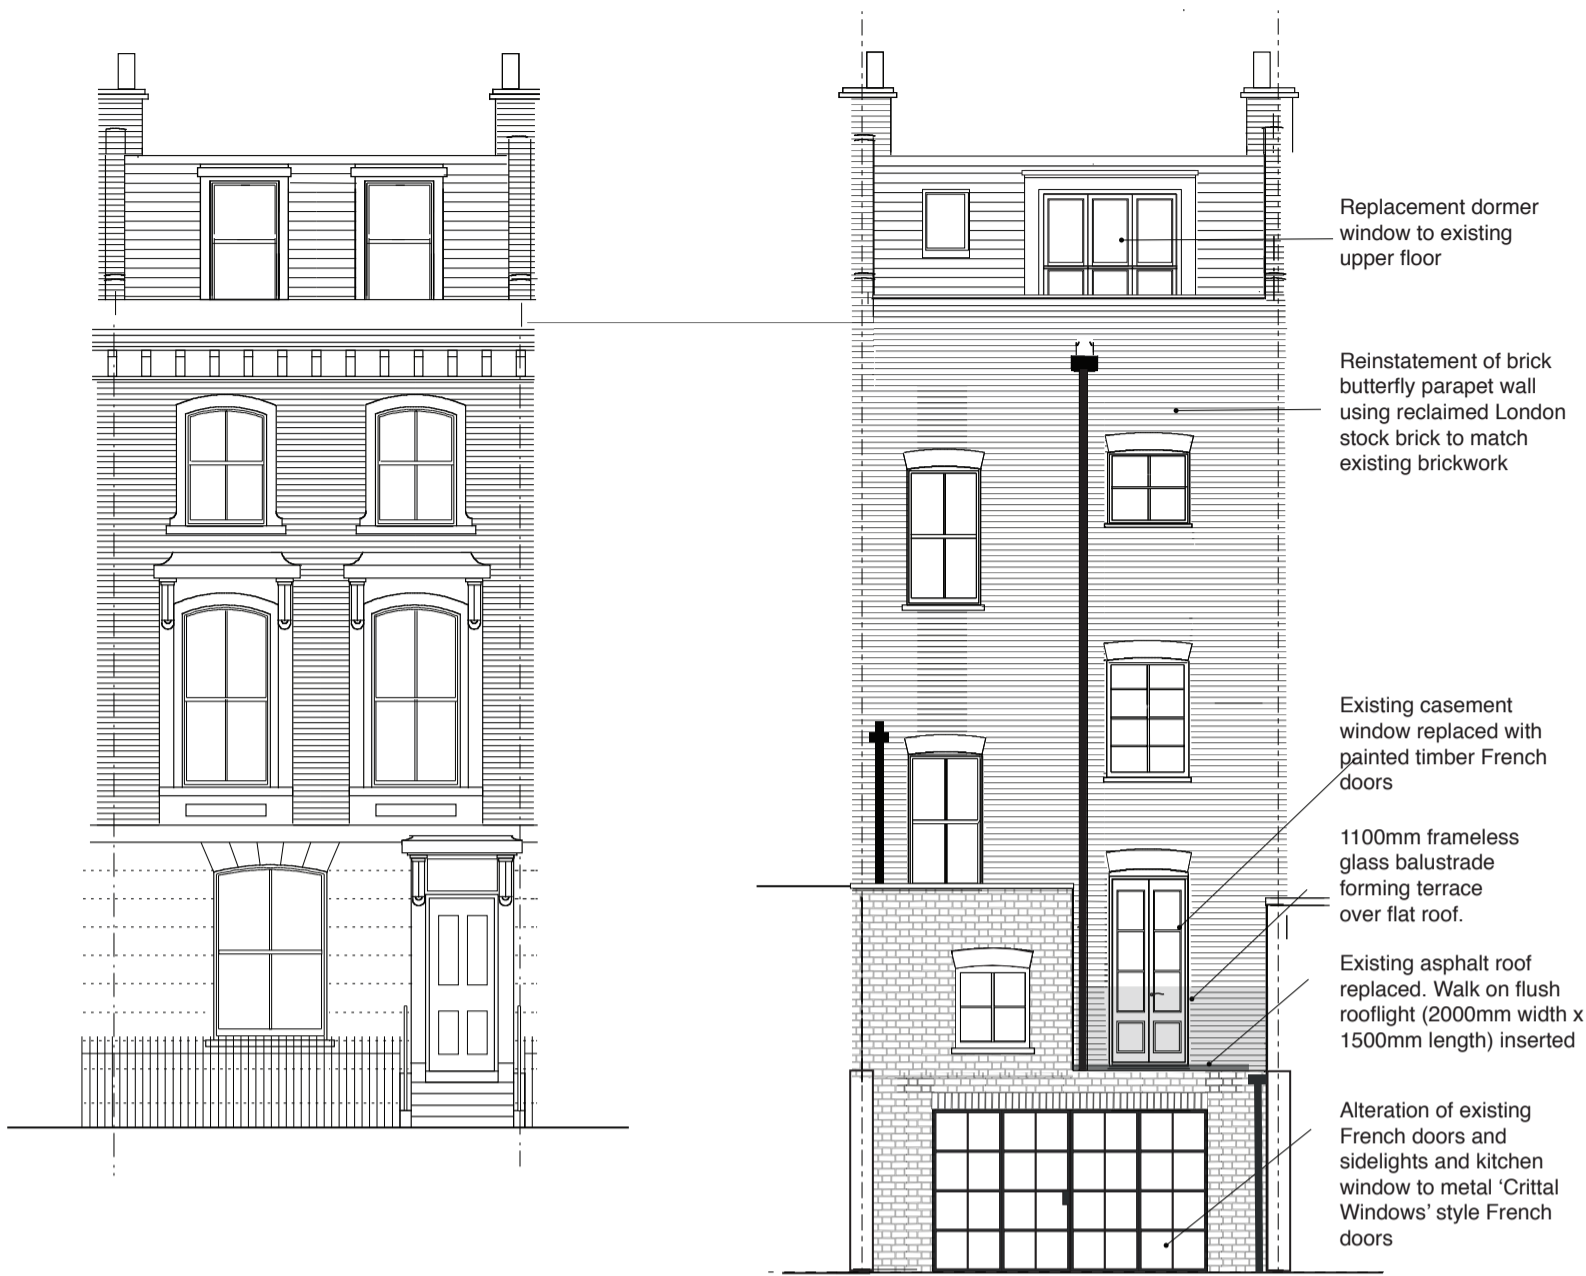 Replacement dormer
window to existing
upper floor
Reinstatement of brick
butterfly parapet wall
using reclaimed London
stock brick to match
existing brickwork
Existing casement
window replaced with
painted timber French
doors
1100mm frameless
glass balustrade
forming terrace
over flat roof.
Existing asphalt roof
replaced. Walk on flush
rooflight (2000mm width x
1500mm length) inserted
Alteration of existing
French doors and
sidelights and kitchen
window to metal ‘Crittal
Windows’ style French
doors